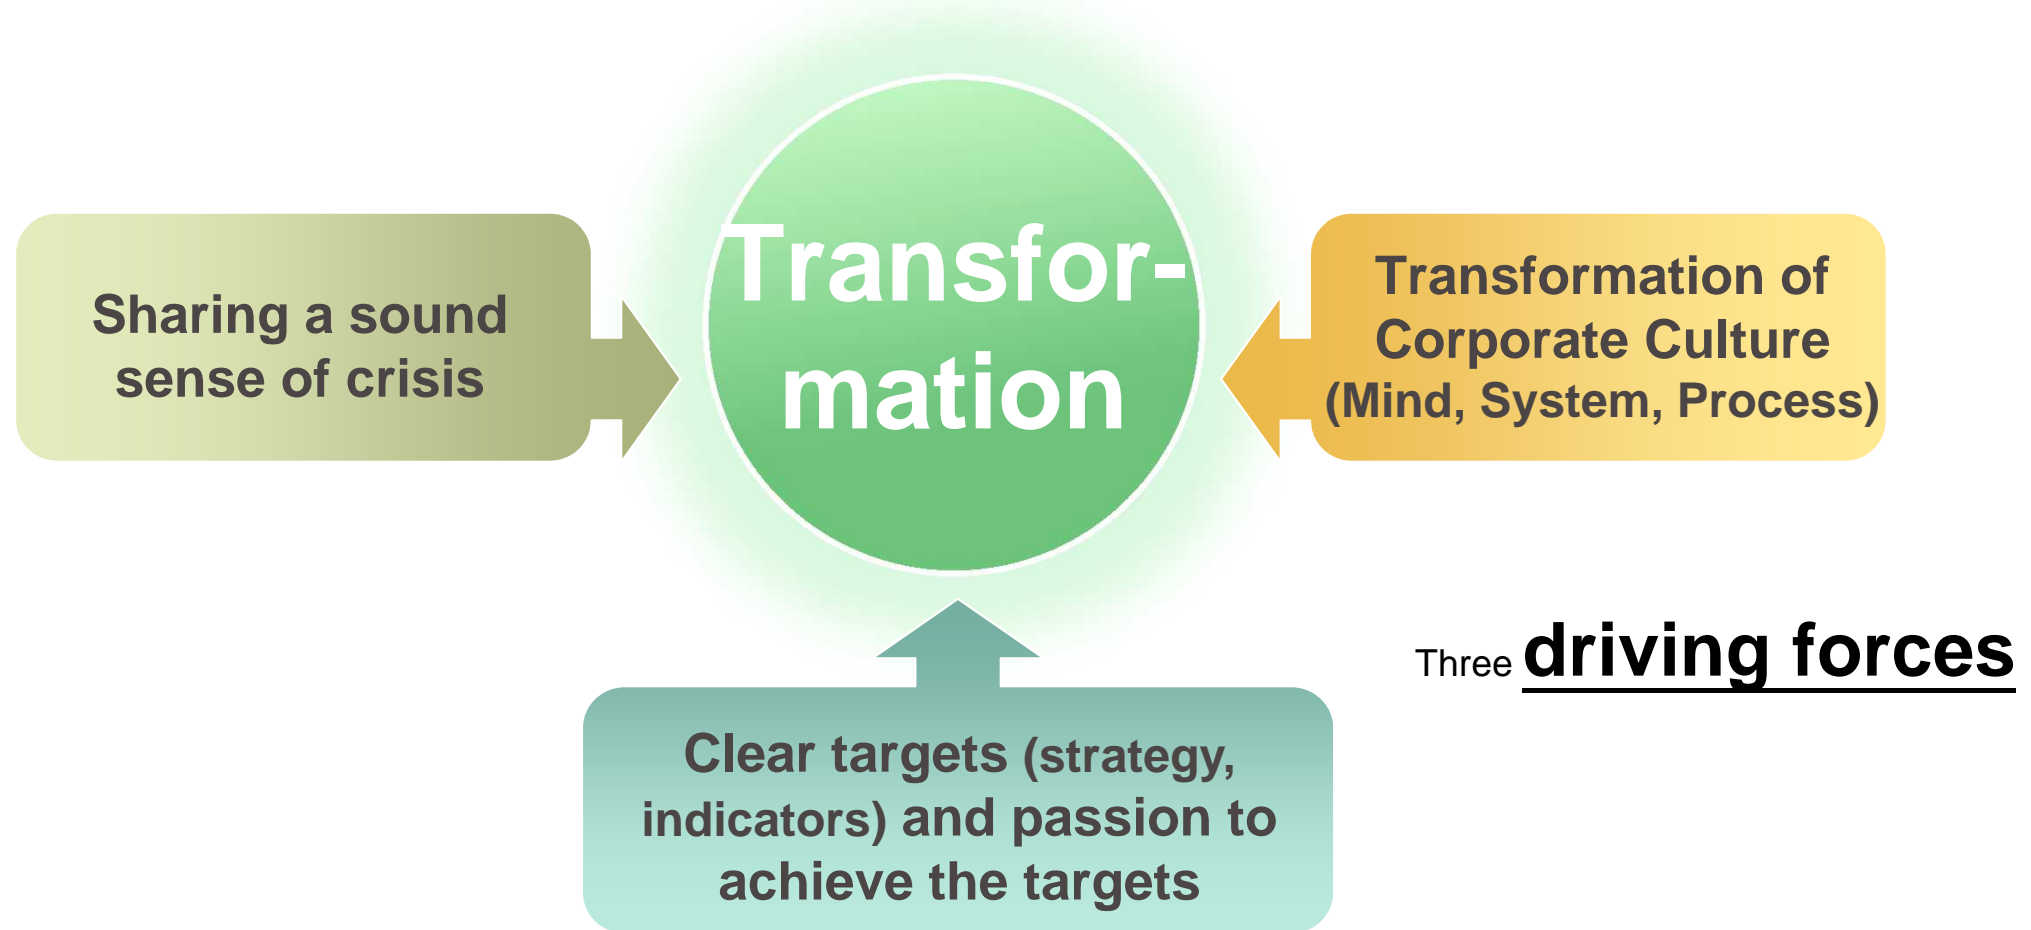 Transfor-
mation
Sharing a sound
sense of crisis
Transformation of
Corporate Culture
(Mind, System, Process)
Three driving forces
Clear targets (strategy,
indicators) and passion to
achieve the targets